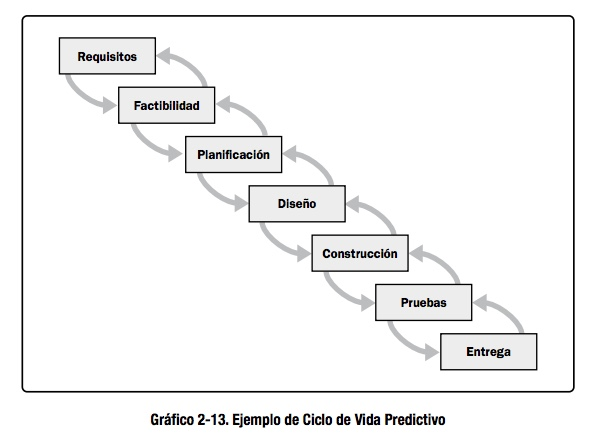 Requisitos
Factibilidad
Planificación
Diseño
Construcción
Pruebas
Entrega
Gráfico 2-13. Ejemplo de Ciclo de Vida Predictivo